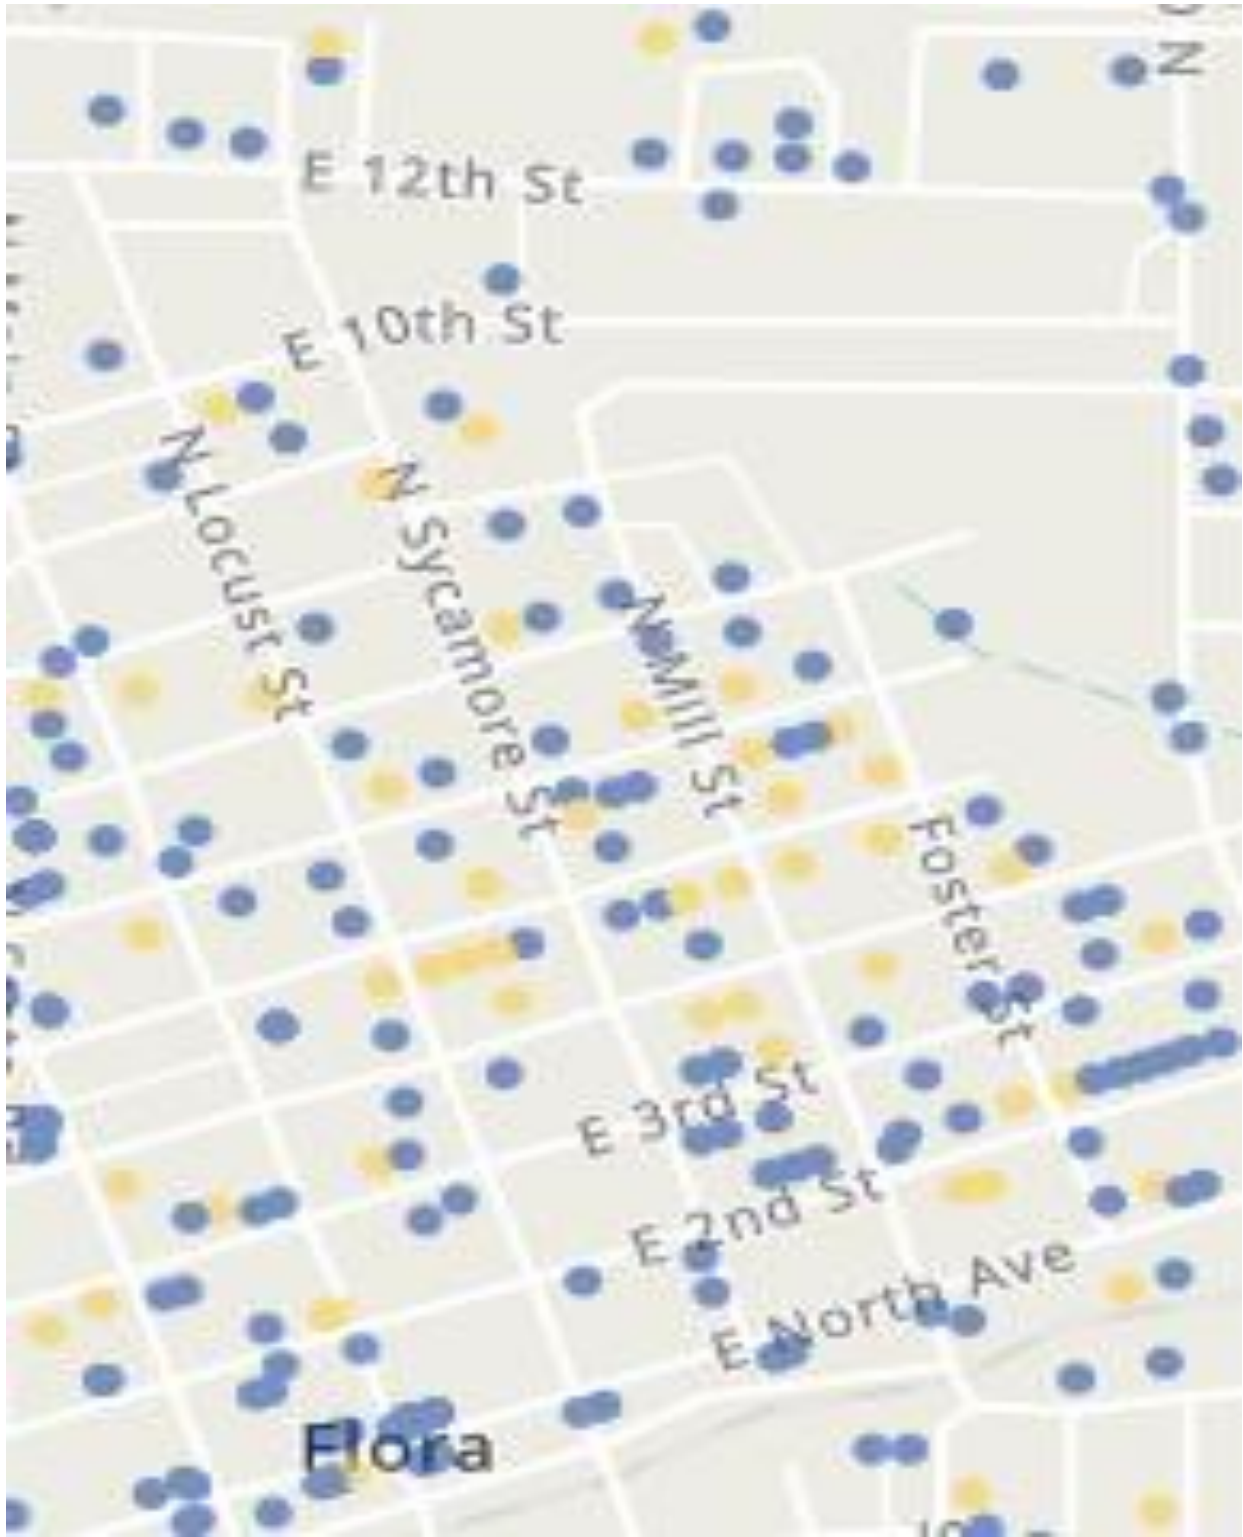 E 12th St
E 10th St
N Locust St
N Sycamore St
N Mill St
Foster St
E 3rd St
E 2nd St
E North Ave
Flora